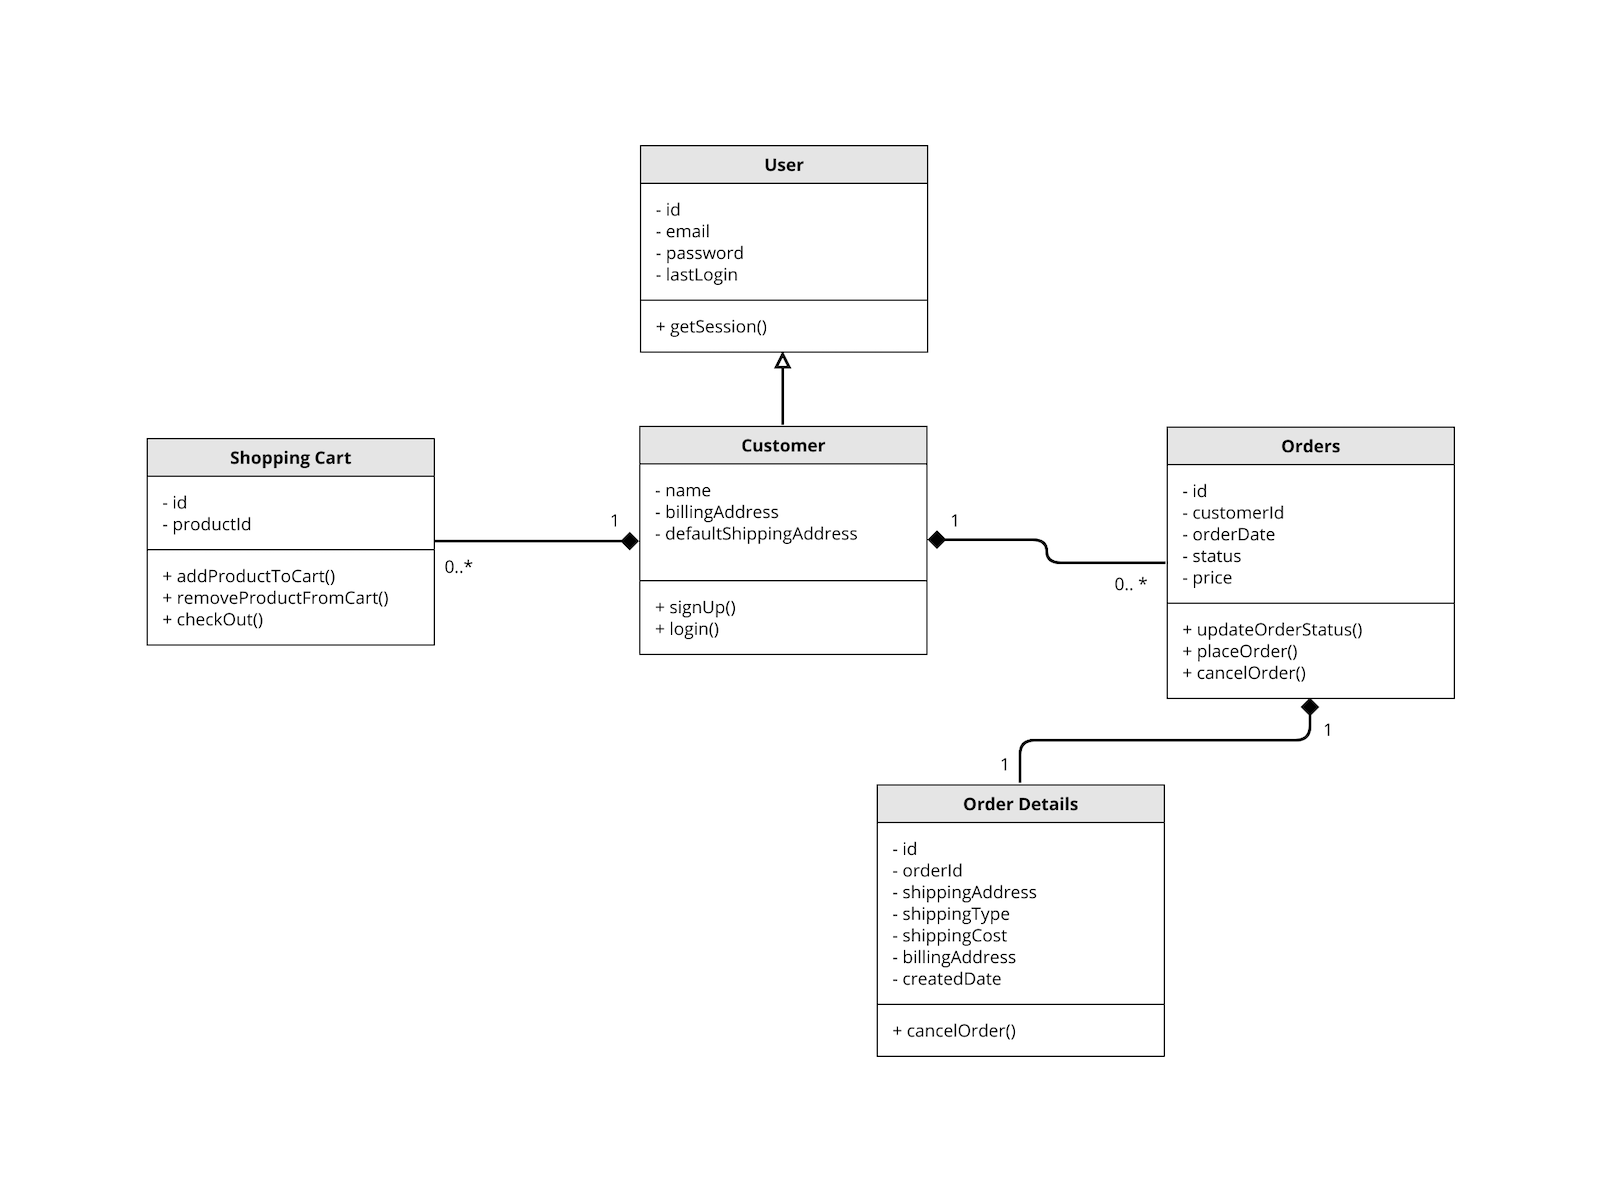 User
- id
- email
- password
- lastLogin
+ getSession()
Shopping Cart
- id
- productId
+ addProductToCart()
+ removeProductFromCart()
+ checkOut()
1
0..*
Customer
- name
- billingAddress
- defaultShippingAddress
+ signUp()
+ login()
1
0.. *
Orders
- id
- customerId
- orderDate
- status
- price
+ updateOrderStatus()
+ placeOrder()
+ cancelOrder()
1
1
Order Details
- id
- orderId
- shippingAddress
- shippingType
- shippingCost
- billingAddress
- createdDate
+ cancelOrder()